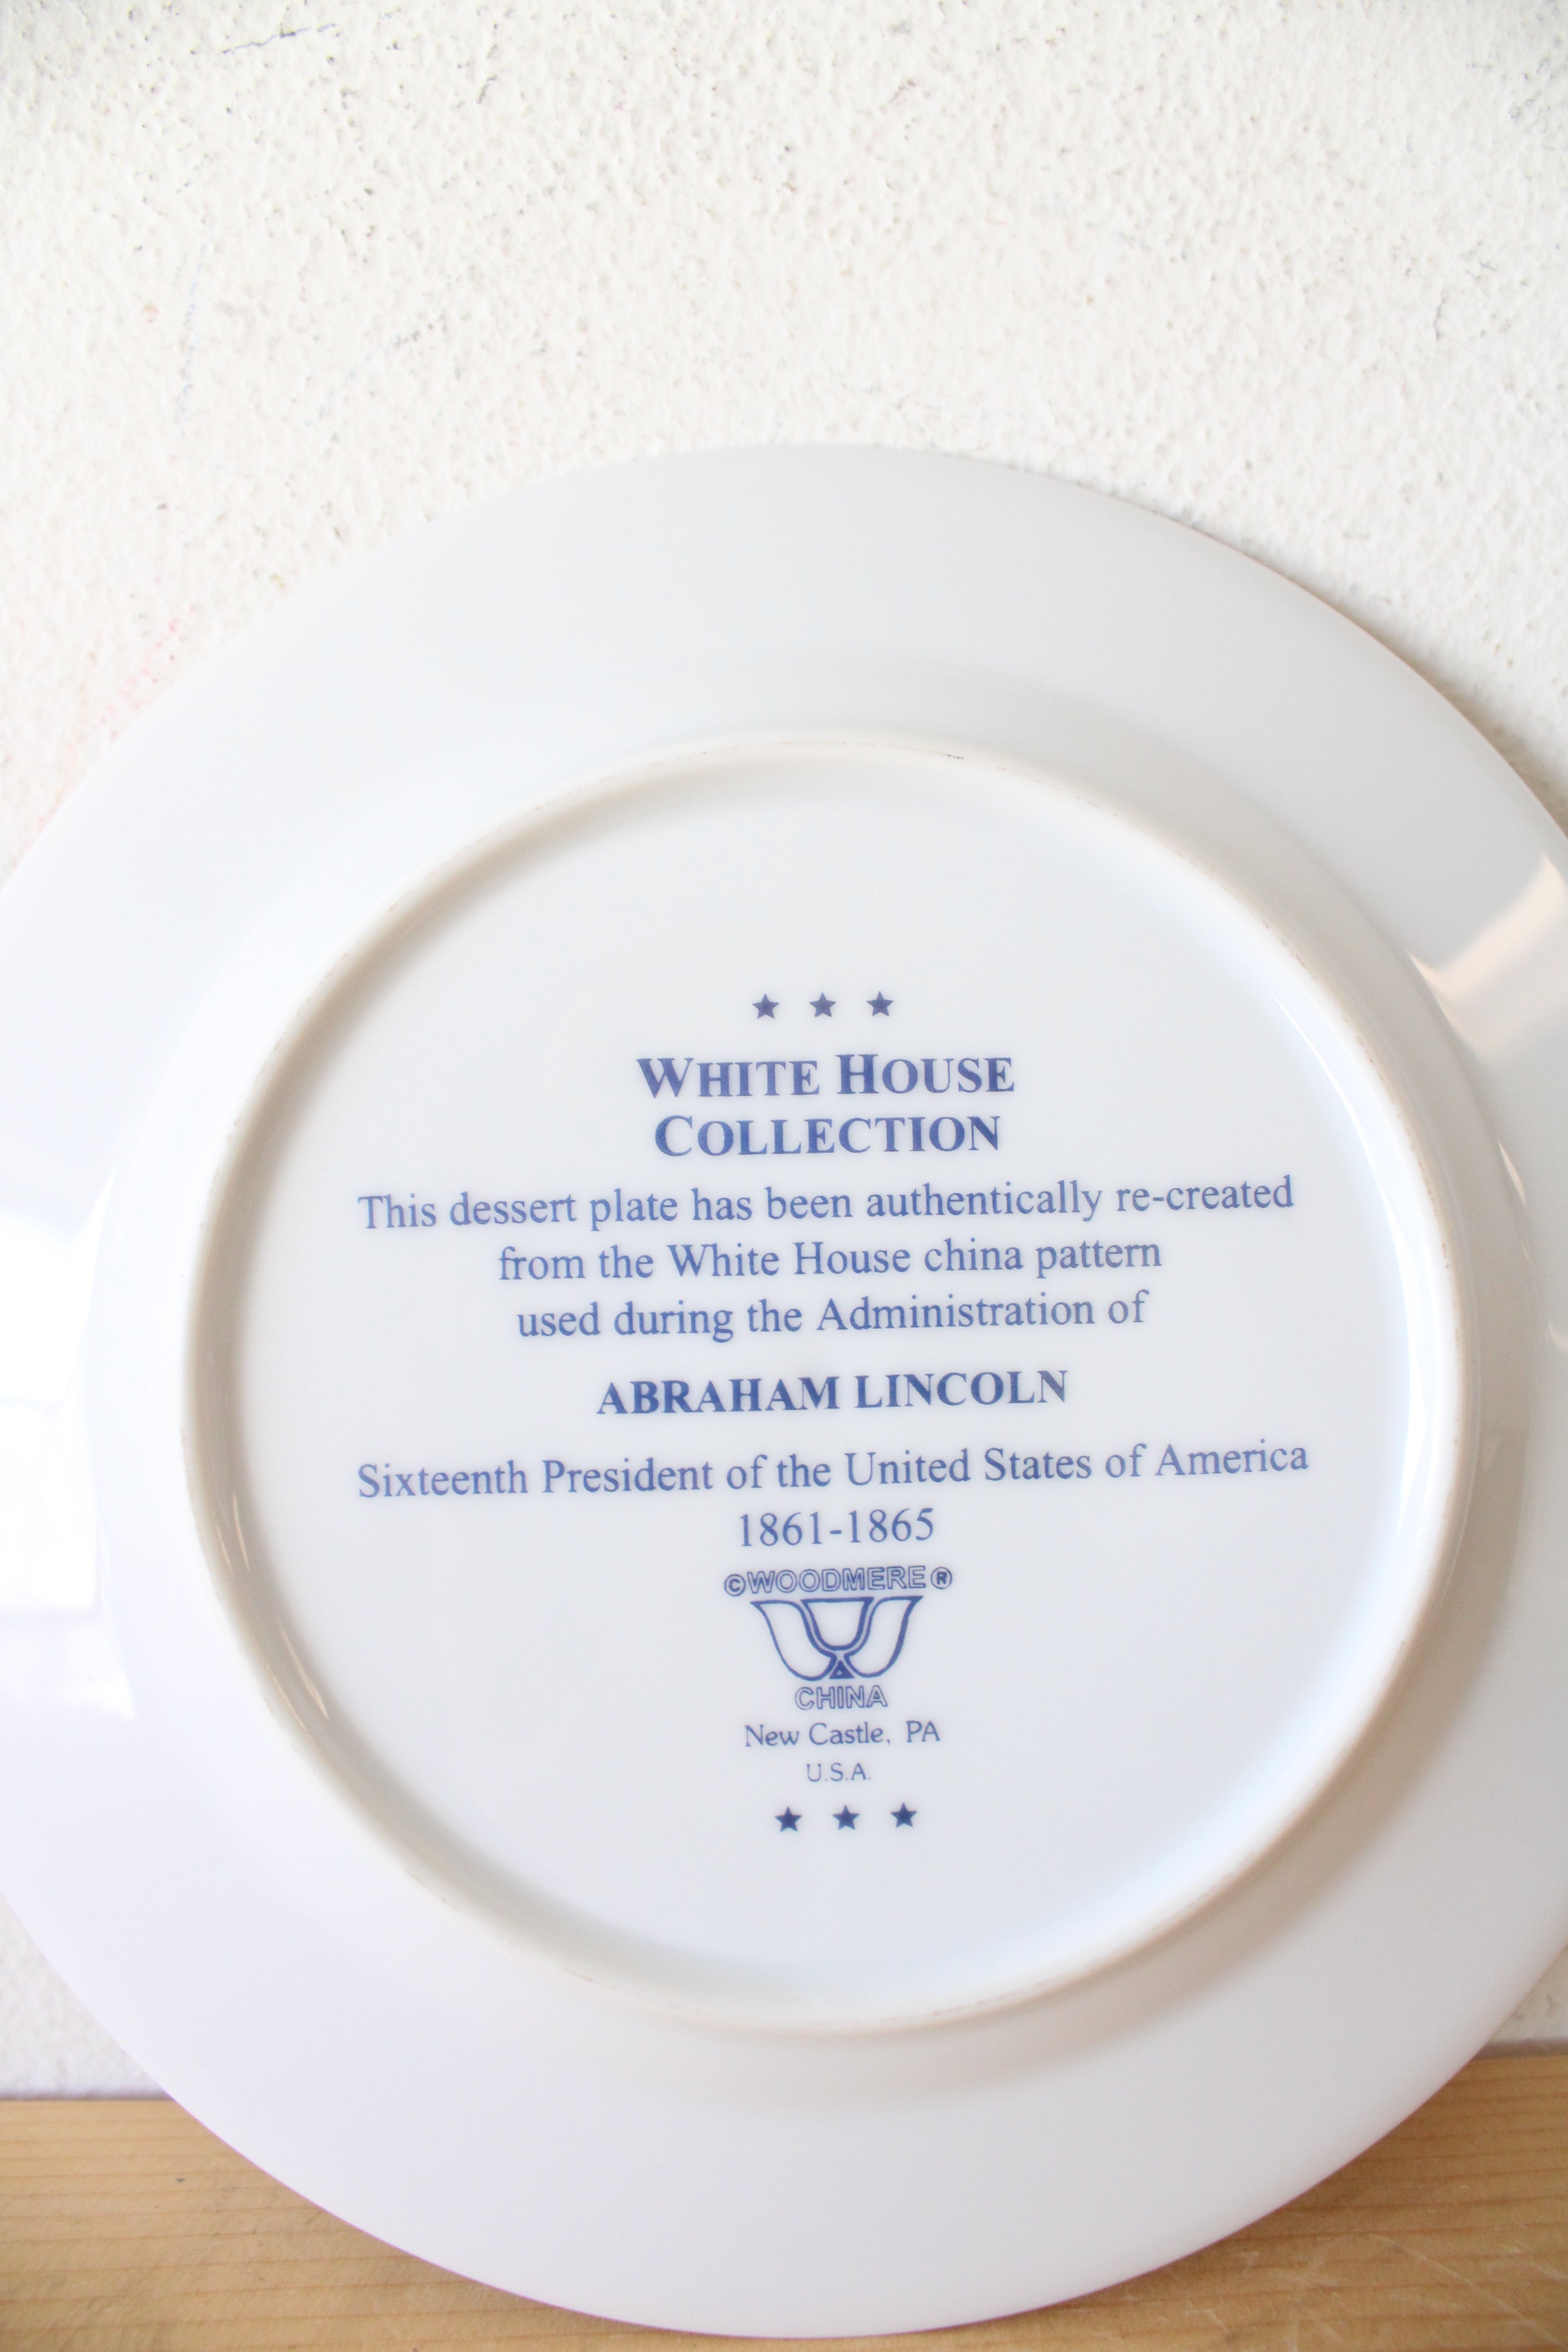 ★ ★ ★
WHITE HOUSE
COLLECTION
This dessert plate has been authentically re-created
from the White House china pattern
used during the Administration of
ABRAHAM LINCOLN
Sixteenth President of the United States of America
1861-1865
©WOODMERE®
CHINA
New Castle, PA
U.S.A.
★ ★ ★